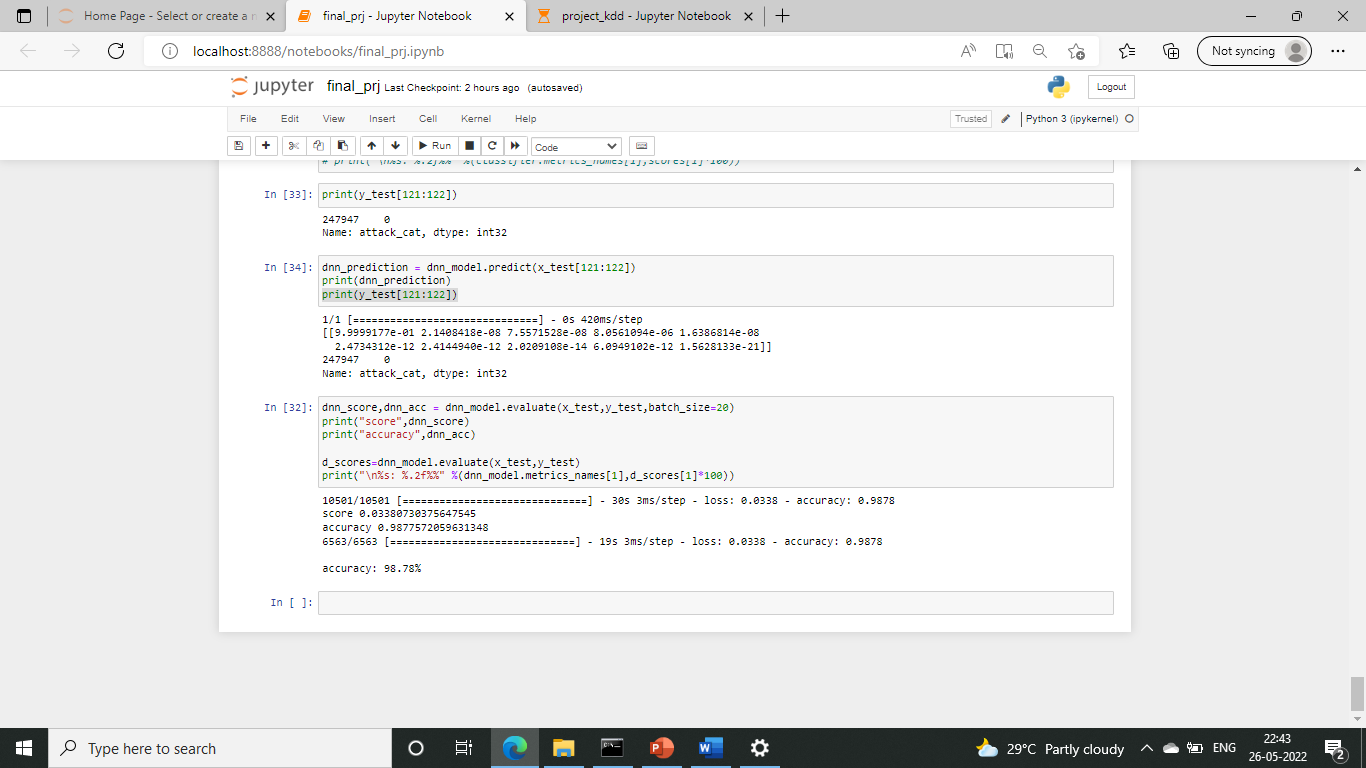 Home Page - Select or create a n
final_prj - Jupyter Notebook
project_kdd - Jupyter Notebook
localhost:8888/notebooks/final_prj.ipynb
Not syncing
jupyter final_prj Last Checkpoint: 2 hours ago (autosaved)
Logout
File Edit View Insert Cell Kernel Help
Trusted
Python 3 (ipykernel)
Run
Code
# print("\n%s: %.2f%%" %(classifier.metrics_names[1],scores[1]*100))
In [33]: print(y_test[121:122])
247947    0
Name: attack_cat, dtype: int32
In [34]: dnn_prediction = dnn_model.predict(x_test[121:122])
print(dnn_prediction)
print(y_test[121:122])
1/1 [==============================] - 0s 420ms/step
[[9.9999177e-01 2.1408418e-08 7.5571528e-08 8.0561094e-06 1.6386814e-08
2.4734312e-12 2.4144940e-12 2.0209108e-14 6.0949102e-12 1.5628133e-21]]
247947    0
Name: attack_cat, dtype: int32
In [32]: dnn_score,dnn_acc = dnn_model.evaluate(x_test,y_test,batch_size=20)
print("score",dnn_score)
print("accuracy",dnn_acc)
d_scores=dnn_model.evaluate(x_test,y_test)
print("\n%s: %.2f%%" %(dnn_model.metrics_names[1],d_scores[1]*100))
10501/10501 [==============================] - 30s 3ms/step - loss: 0.0338 - accuracy: 0.9878
score 0.03380730375647545
accuracy 0.9877572059631348
6563/6563 [==============================] - 19s 3ms/step - loss: 0.0338 - accuracy: 0.9878
accuracy: 98.78%
In [ ]:
Type here to search
29°C Partly cloudy
ENG
22:43
26-05-2022
2